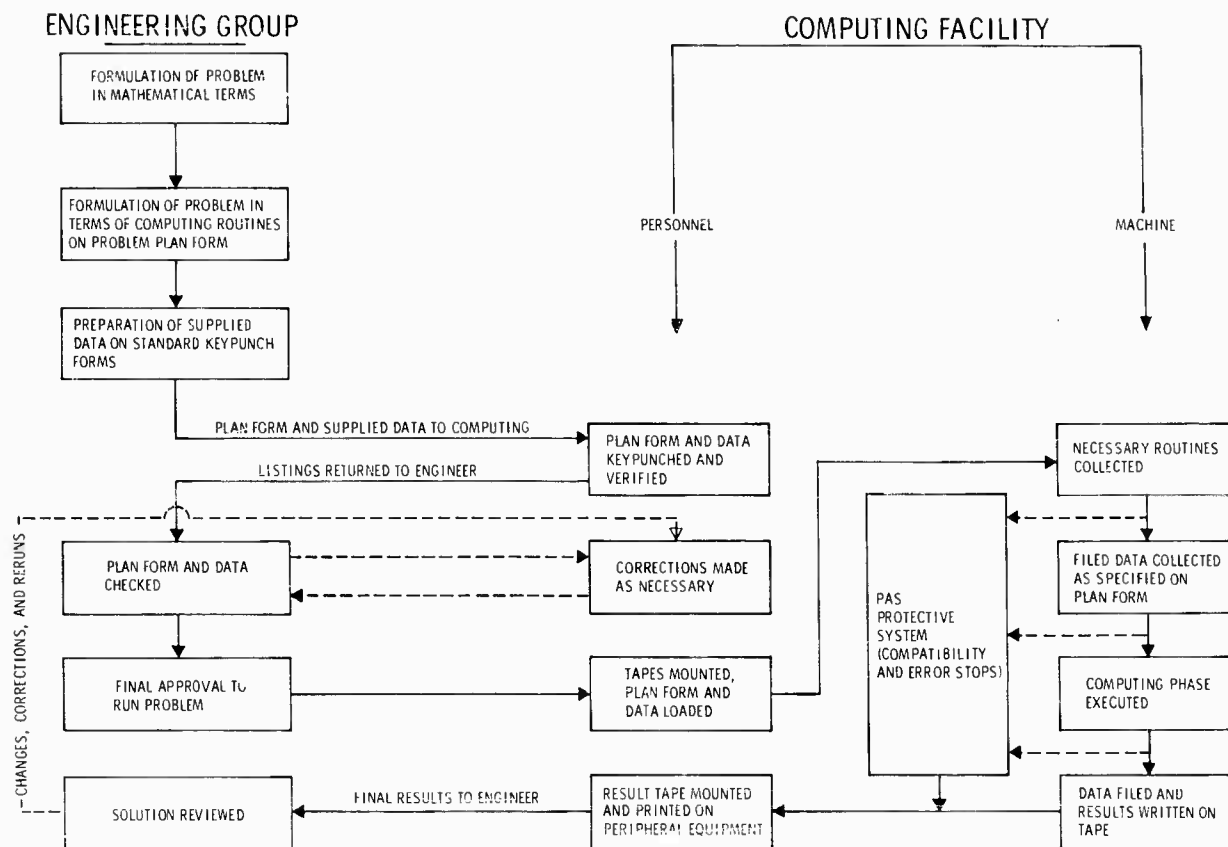 ENGINEERING GROUP
COMPUTING FACILITY
FORMULATION OF PROBLEM
IN MATHEMATICAL TERMS
FORMULATION OF PROBLEM IN
TERMS OF COMPUTING ROUTINES
ON PROBLEM PLAN FORM
PERSONNEL
MACHINE
PREPARATION OF SUPPLIED
DATA ON STANDARD KEYPUNCH
FORMS
PLAN FORM AND SUPPLIED DATA TO COMPUTING
PLAN FORM AND DATA
KEYPUNCHED AND
VERIFIED
NECESSARY ROUTINES
COLLECTED
LISTINGS RETURNED TO ENGINEER
CHANGES, CORRECTIONS, AND RERUNS
PLAN FORM AND DATA
CHECKED
CORRECTIONS MADE
AS NECESSARY
PAS
PROTECTIVE
SYSTEM
(COMPATIBILITY
AND ERROR STOPS)
FILED DATA COLLECTED
AS SPECIFIED ON
PLAN FORM
FINAL APPROVAL TO
RUN PROBLEM
TAPES MOUNTED,
PLAN FORM AND
DATA LOADED
COMPUTING PHASE
EXECUTED
SOLUTION REVIEWED
FINAL RESULTS TO ENGINEER
RESULT TAPE MOUNTED
AND PRINTED ON
PERIPHERAL EQUIPMENT
DATA FILED AND
RESULTS WRITTEN ON
TAPE